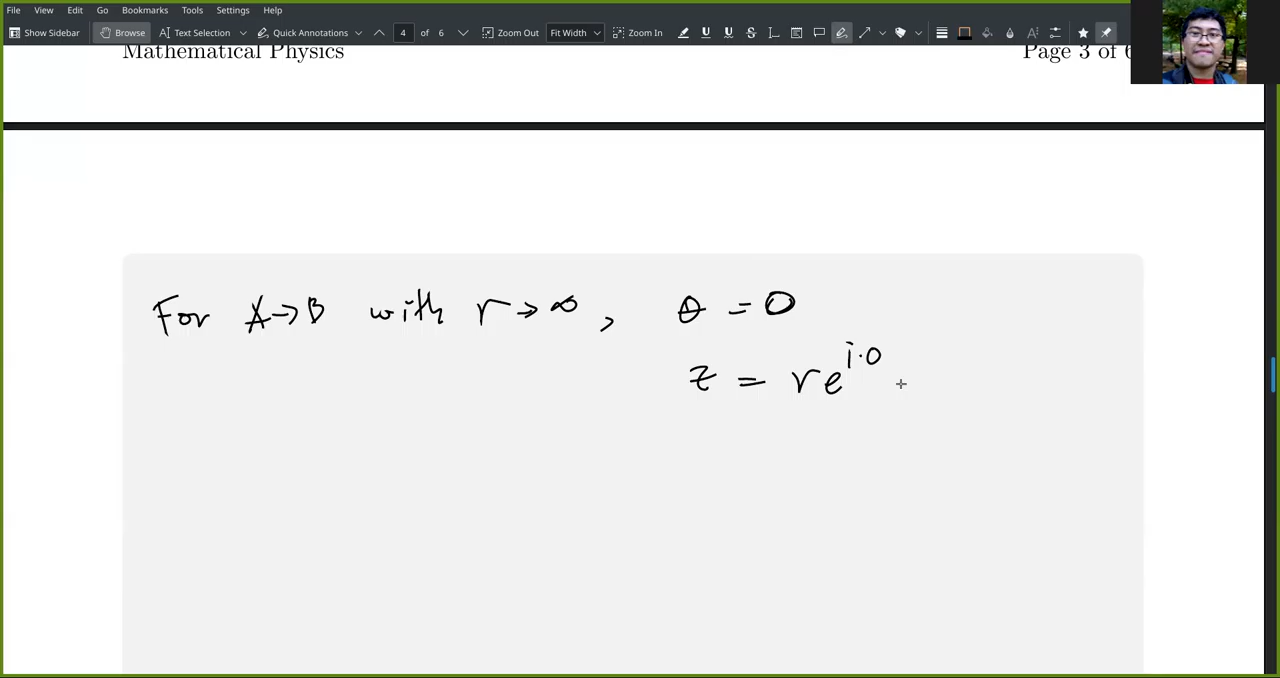 File Edit View Go Bookmarks Tools Settings Help
Show Sidebar Browse Text Selection Quick Annotations 4 of 6 Zoom Out Fit Width Zoom In
Mathematical Physics Page 3 of 6
For A→B with r→∞, θ = 0
z = re^{i·0}